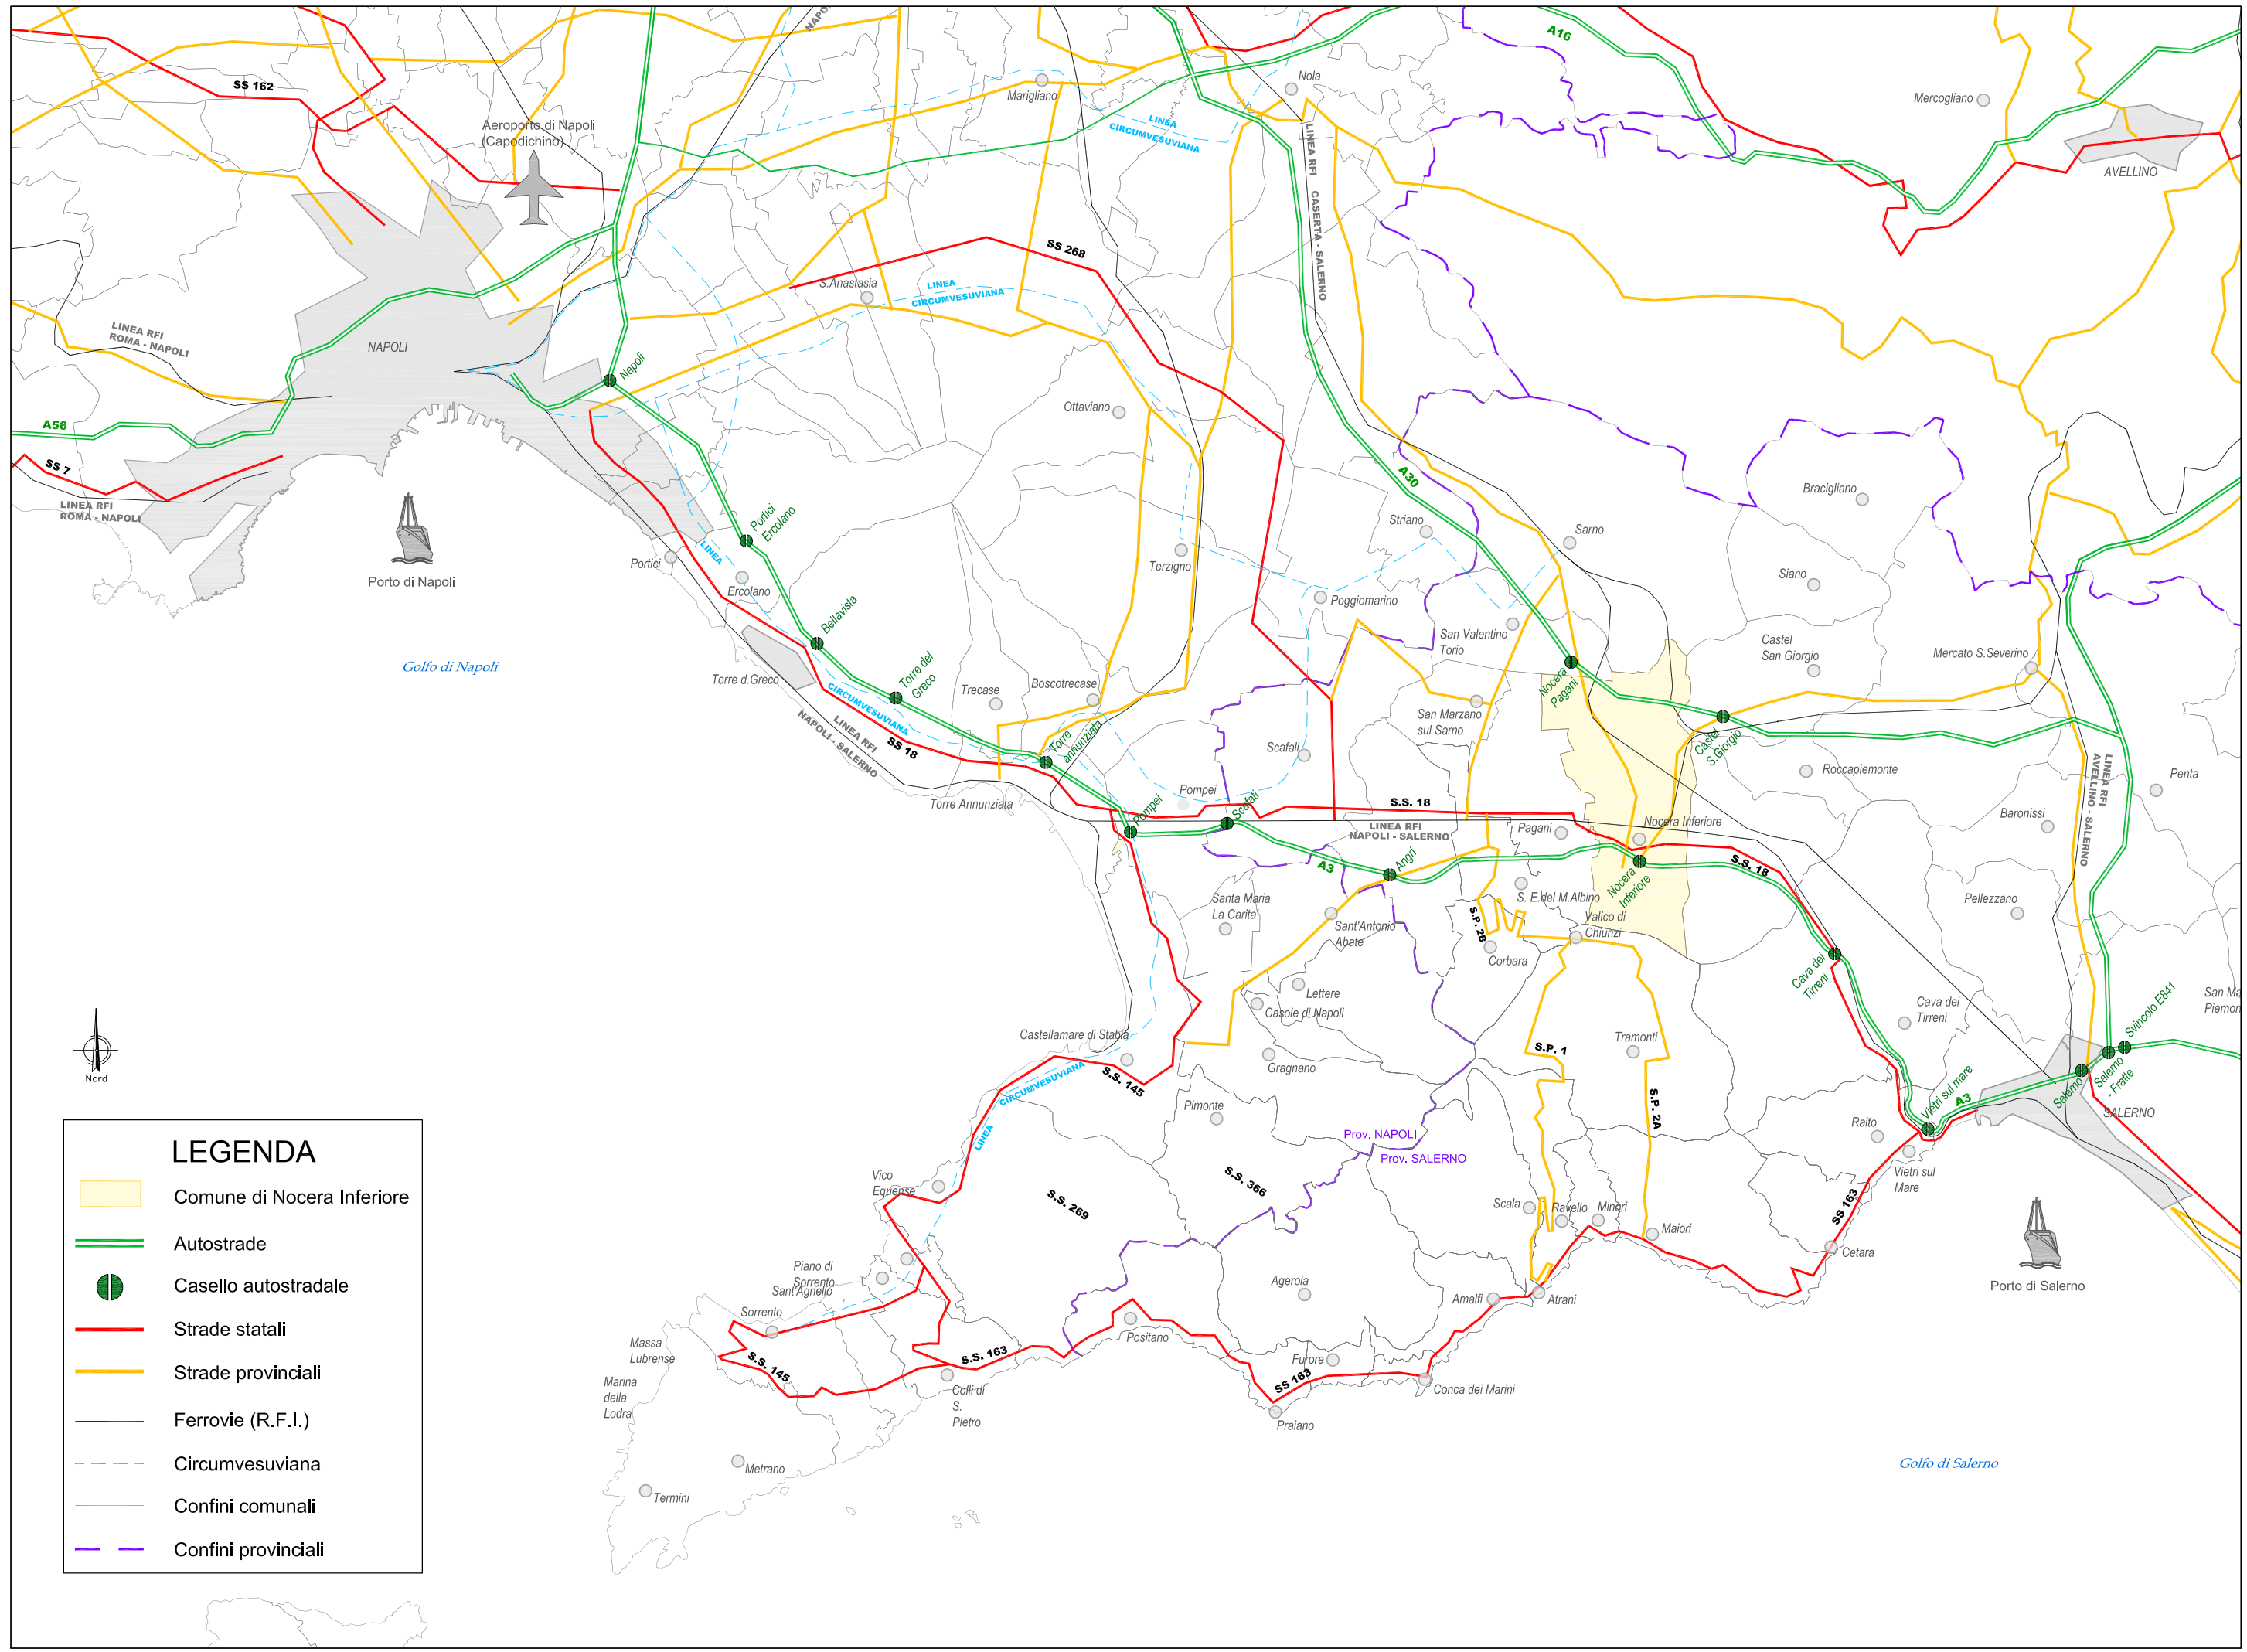 NAPO
A16
SS 162
Nola
Marigliano
Mercogliano
Aeroporto di Napoli
(Capodichino)
LINEA
CIRCUMVESUVIANA
LINEA RFI CASERTA - SALERNO
AVELLINO
SS 268
S.Anastasia
LINEA
CIRCUMVESUVIANA
LINEA RFI
ROMA - NAPOLI
NAPOLI
Napoli
Ottaviano
A56
SS 7
A30
LINEA RFI
ROMA - NAPOLI
Bracigliano
Portici
Ercolano
Striano
Sarno
LINEA
Portici
Terzigno
Siano
Porto di Napoli
Ercolano
Poggiomarino
Bellavista
San Valentino
Torio
Castel
San Giorgio
Golfo di Napoli
Mercato S.Severino
Torre d.Greco
Torre del
Greco
Trecase
Boscotrecase
Nocera
Pagani
CIRCUMVESUVIANA
San Marzano
sul Sarno
LINEA RFI
NAPOLI - SALERNO
SS 18
Torre
annunziata
Scafali
Castel
S.Giorgio
Roccapiemonte
LINEA RFI
AVELLINO - SALERNO
Penta
Torre Annunziata
Pompei
Pompei
Scafati
S.S. 18
LINEA RFI
NAPOLI - SALERNO
Pagani
Nocera Inferiore
Baronissi
A3
Angri
S.S. 18
Nocera
Inferiore
Santa Maria
La Carita'
S. E.del M.Albino
Pellezzano
S.P. 2B
Sant'Antonio
Abate
Valico di
Chiunzi
Corbara
Cava dei
Tirreni
Lettere
Casole di Napoli
Cava dei
Tirreni
Svincolo E841
San Ma
Piemon
Castellamare di Stabia
S.S. 145
Gragnano
S.P. 1
Tramonti
Nord
CIRCUMVESUVIANA
LINEA
Pimonte
S.P. 2A
Salerno
Salerno
- Fratte
Vietri sul mare
A3
SALERNO
Prov. NAPOLI
Prov. SALERNO
Raito
Vietri sul
Mare
LEGENDA
Comune di Nocera Inferiore
Autostrade
Casello autostradale
Strade statali
Strade provinciali
Ferrovie (R.F.I.)
Circumvesuviana
Confini comunali
Confini provinciali
Vico
Equense
S.S. 269
S.S. 366
Scala
Ravello
Minori
Maiori
SS 163
Cetara
Piano di
Sorrento
Sant'Agnello
Sorrento
Agerola
Amalfi
Atrani
Porto di Salerno
Massa
Lubrense
S.S. 145
S.S. 163
Positano
Furore
SS 163
Conca dei Marini
Marina
della
Lodra
Colli di
S.
Pietro
Praiano
Metrano
Termini
Golfo di Salerno